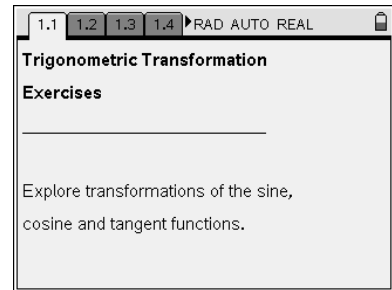 1.1 1.2 1.3 1.4 RAD AUTO REAL
Trigonometric Transformation
Exercises
Explore transformations of the sine,
cosine and tangent functions.